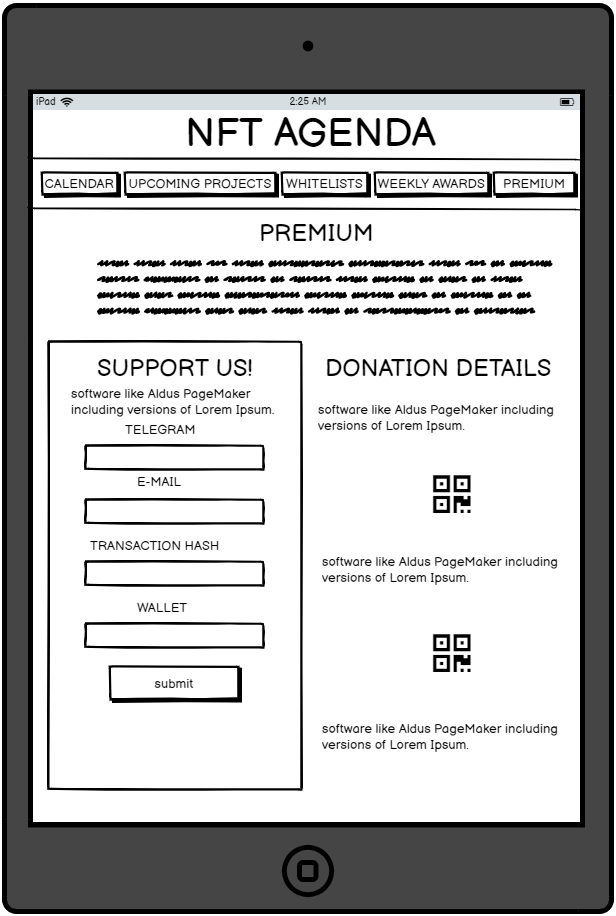 iPad
2:25 AM
NFT AGENDA
CALENDAR
UPCOMING PROJECTS
WHITELISTS
WEEKLY AWARDS
PREMIUM
PREMIUM
SUPPORT US!
software like Aldus PageMaker
including versions of Lorem Ipsum.
TELEGRAM
E-MAIL
TRANSACTION HASH
WALLET
submit
DONATION DETAILS
software like Aldus PageMaker including
versions of Lorem Ipsum.
software like Aldus PageMaker including
versions of Lorem Ipsum.
software like Aldus PageMaker including
versions of Lorem Ipsum.